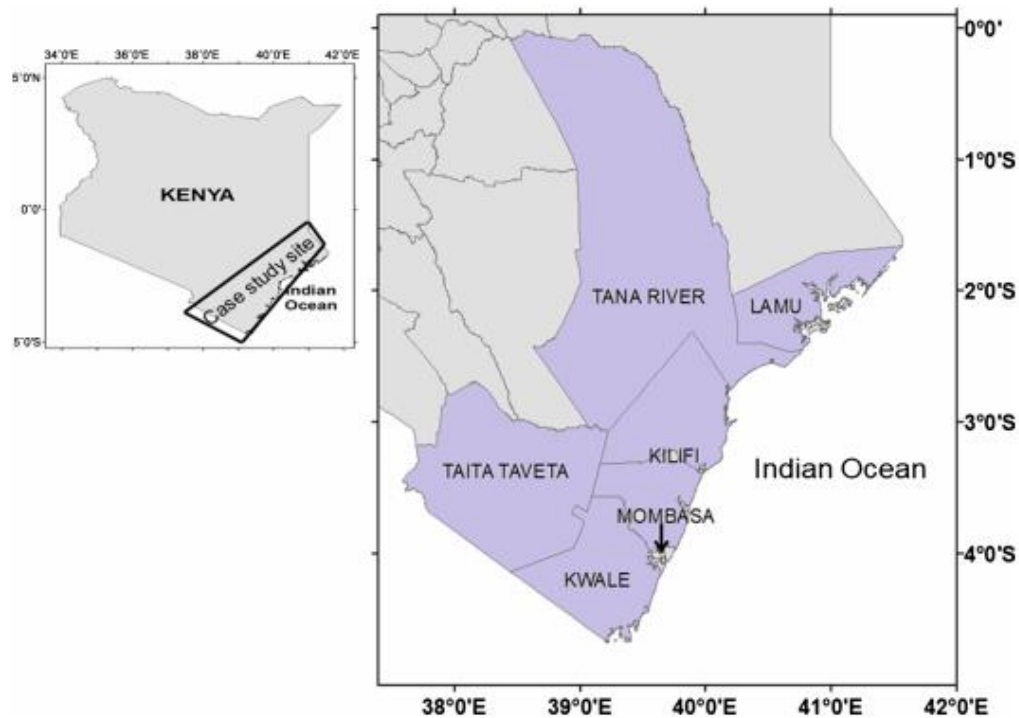 34°0'E 36°0'E 38°0'E 40°0'E 42°0'E
5°0'N
KENYA
0°0'
Case study site
Indian
Ocean
5°0'S
0°0'
1°0'S
TANA RIVER
LAMU
2°0'S
3°0'S
KILIFI
TAITA TAVETA
Indian Ocean
MOMBASA
KWALE
4°0'S
38°0'E 39°0'E 40°0'E 41°0'E 42°0'E